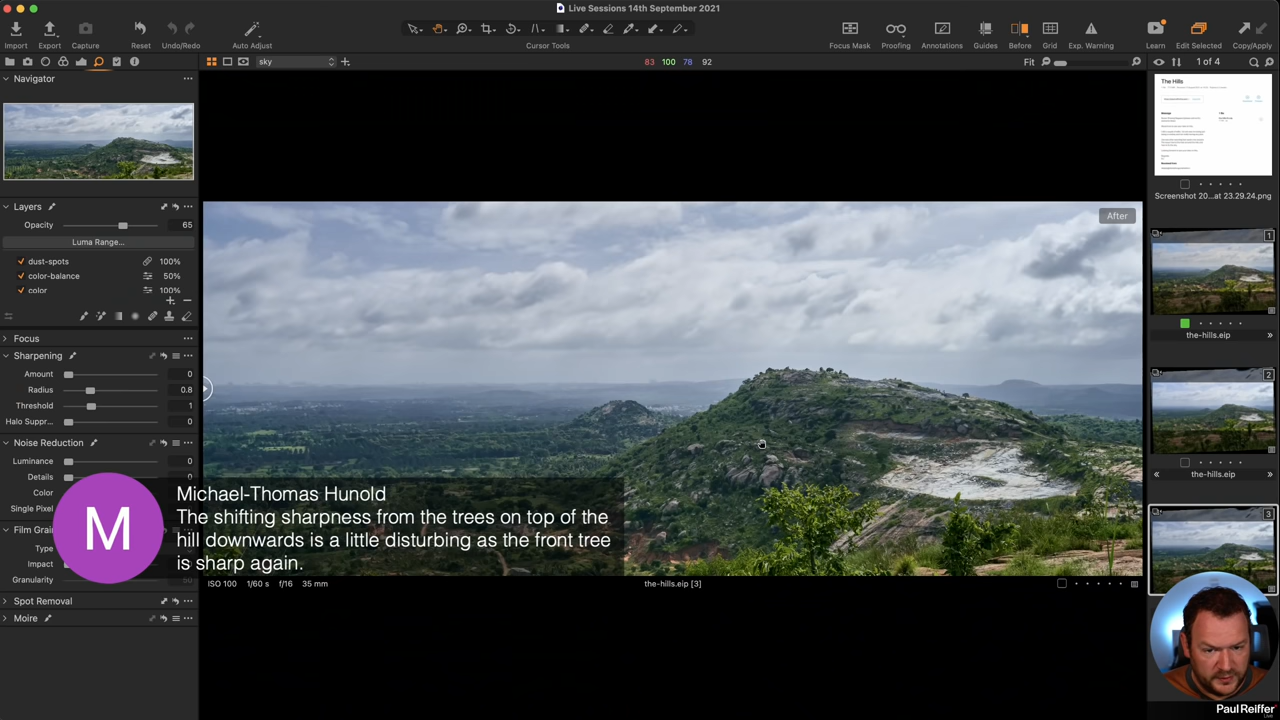 Live Sessions 14th September 2021
Import
Export
Capture
Reset
Undo/Redo
Auto Adjust
Cursor Tools
Focus Mask
Proofing
Annotations
Guides
Before
Grid
Exp. Warning
Learn
Edit Selected
Copy/Apply
sky
83 100 78 92
Fit
1 of 4
Navigator
Layers
Opacity 65
Luma Range...
dust-spots 100%
color-balance 50%
color 100%
Focus
Sharpening
Amount 0
Radius 0.8
Threshold 1
Halo Suppr... 0
Noise Reduction
Luminance 0
Details 0
Color
Single Pixel
Film Grain
Type
Impact
Granularity
Spot Removal
Moire
After
M
Michael-Thomas Hunold
The shifting sharpness from the trees on top of the
hill downwards is a little disturbing as the front tree
is sharp again.
ISO 100 1/60 s f/16 35 mm
the-hills.eip [3]
The Hills
Screenshot 20...at 23.29.24.png
1
the-hills.eip
2
the-hills.eip
3
PaulReiffer
Live